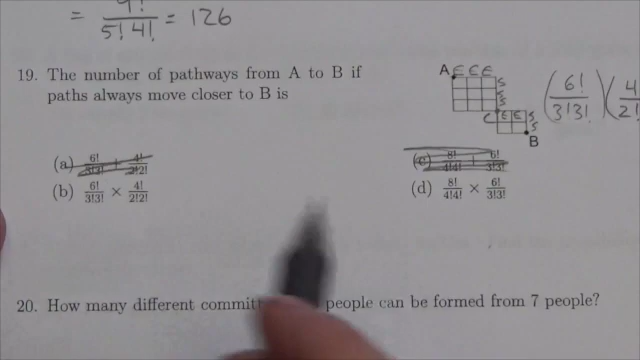 = 9! / 5!4! = 126
19. The number of pathways from A to B if
paths always move closer to B is
A E E E
S
S
S
C E E S
S
B
(6!/3!3!)(4/2!
(a) 6!/3!3! + 4!/2!2!
(b) 6!/3!3! × 4!/2!2!
(c) 8!/4!4! + 6!/3!3!
(d) 8!/4!4! × 6!/3!3!
20. How many different people can be formed from 7 people?